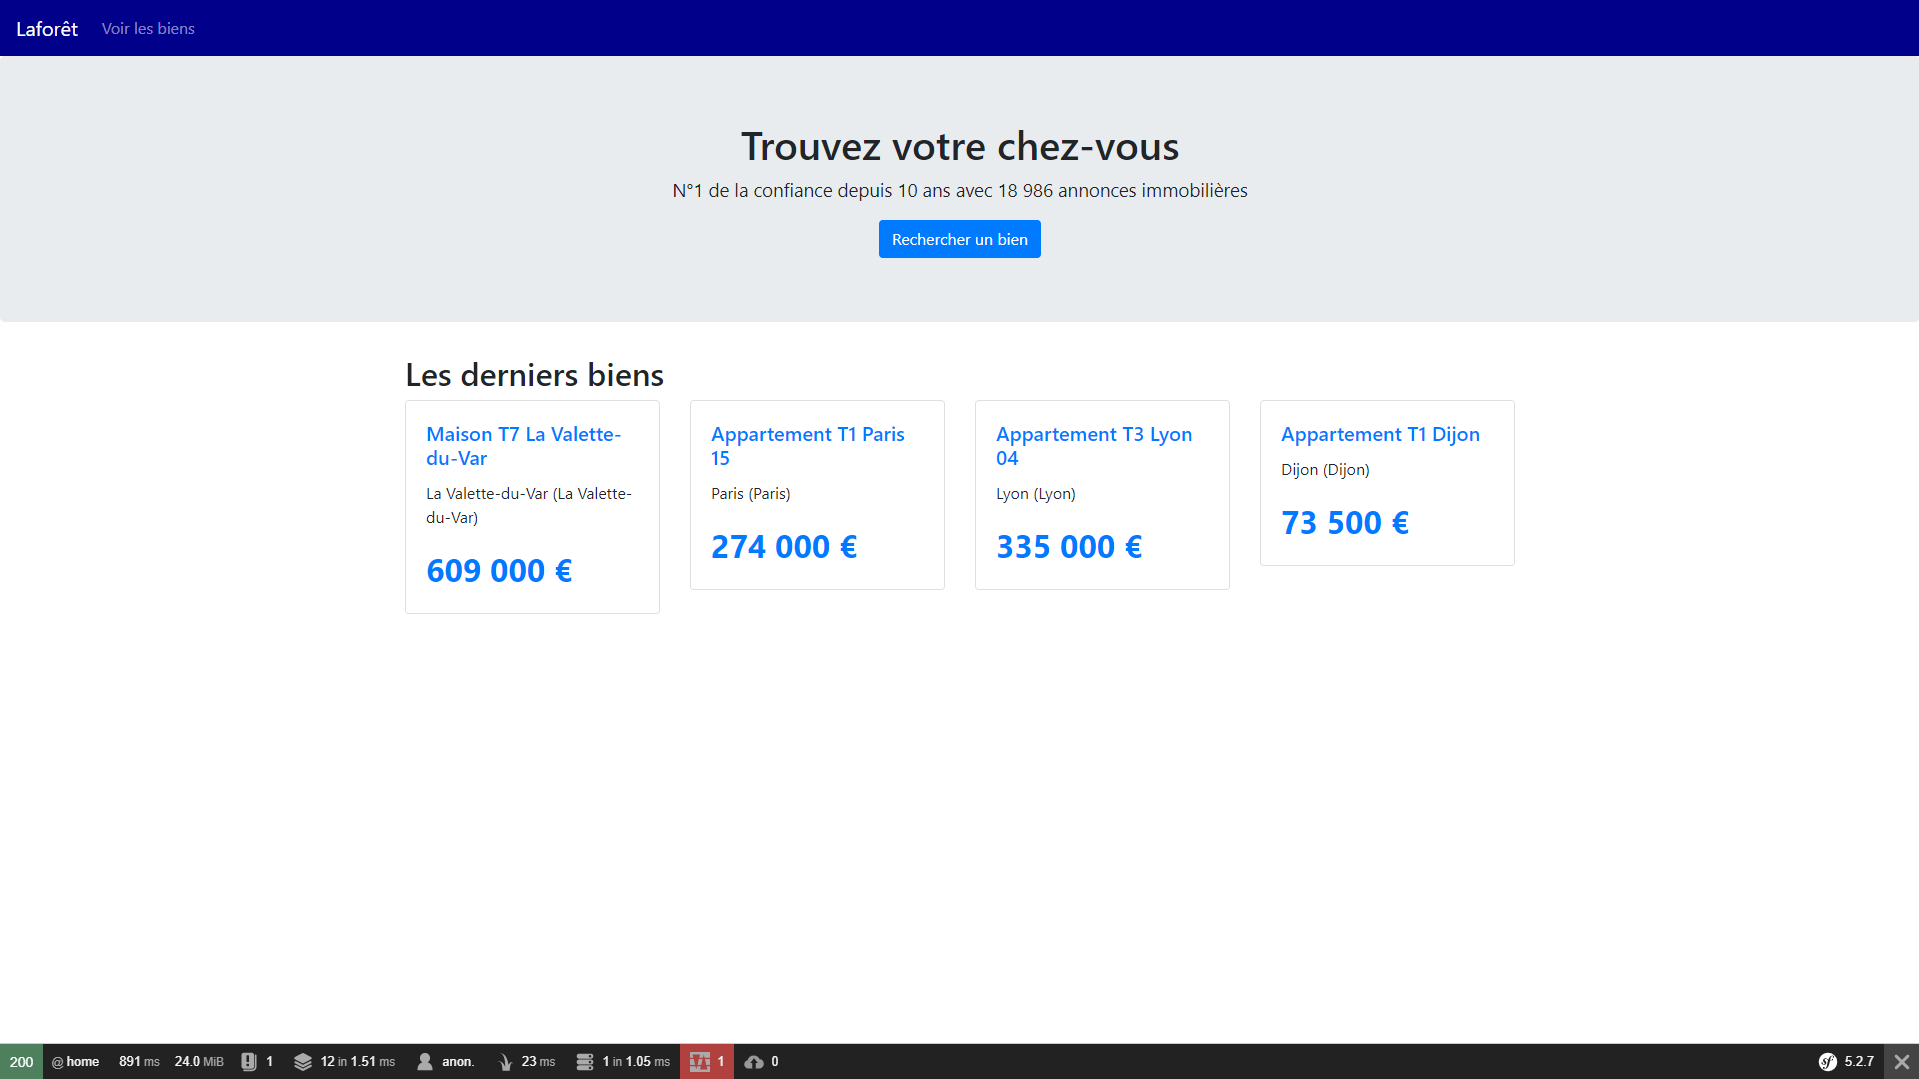 Laforêt Voir les biens
Trouvez votre chez-vous
N°1 de la confiance depuis 10 ans avec 18 986 annonces immobilières
Rechercher un bien
Les derniers biens
Maison T7 La Valette-
du-Var
La Valette-du-Var (La Valette-
du-Var)
609 000 €
Appartement T1 Paris
15
Paris (Paris)
274 000 €
Appartement T3 Lyon
04
Lyon (Lyon)
335 000 €
Appartement T1 Dijon
Dijon (Dijon)
73 500 €
200 @ home 891 ms 24.0 MiB 1 12 in 1.51 ms anon. 23 ms 1 in 1.05 ms 1 0 sf 5.2.7